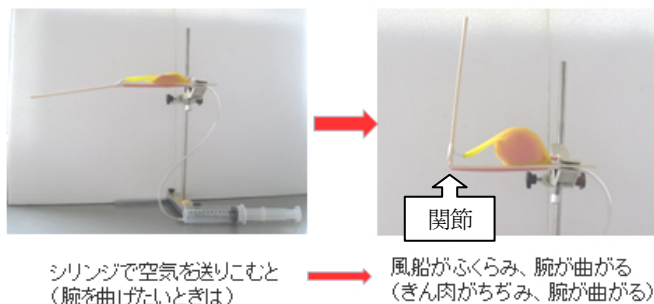 関節
シリンジで空気を送りこむと
(腕を曲げたいときは)
風船がふくらみ、腕が曲がる
(きん肉がちぢみ、腕が曲がる)